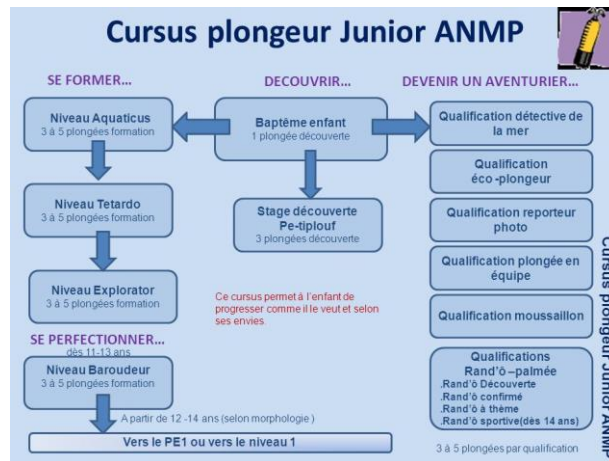 Cursus plongeur Junior ANMP
SE FORMER...
Niveau Aquaticus
3 à 5 plongées formation
Niveau Tetardo
3 à 5 plongées formation
Niveau Explorator
3 à 5 plongées formation
SE PERFECTIONNER...
dès 11-13 ans
Niveau Baroudeur
3 à 5 plongées formation
A partir de 12 -14 ans (selon morphologie )
Vers le PE1 ou vers le niveau 1
DECOUVRIR...
Baptême enfant
1 plongée découverte
Stage découverte
Pe-tiplouf
3 plongées découverte
Ce cursus permet à l'enfant de
progresser comme il le veut et selon
ses envies.
DEVENIR UN AVENTURIER...
Qualification détective de
la mer
Qualification
éco -plongeur
Qualification reporteur
photo
Qualification plongée en
équipe
Qualification moussaillon
Qualifications
Rand'ô –palmée
.Rand'ô Découverte
.Rand'ô confirmé
.Rand'ô à thème
.Rand'ô sportive(dès 14 ans)
3 à 5 plongées par qualification
Cursus plongeur Junior ANMP